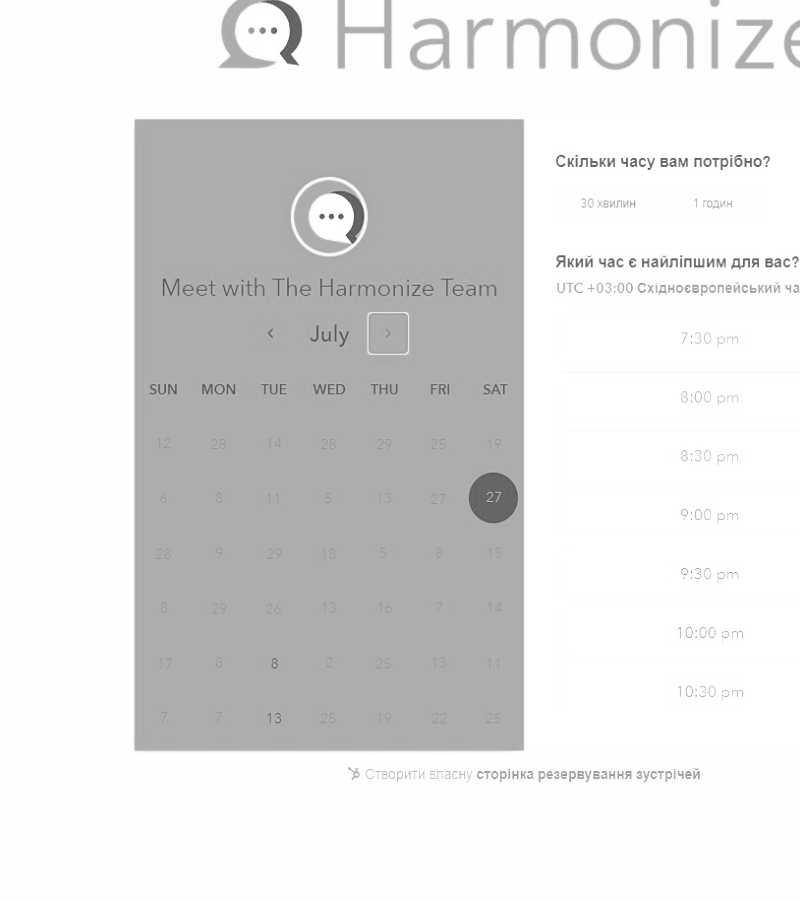 Harmonize
Meet with The Harmonize Team
July
SUN MON TUE WED THU FRI SAT
12 28 14 28 29 25 19
6 8 11 5 13 27 27
28 9 29 18 5 8 15
8 29 26 13 16 7 14
17 8 8 2 25 13 11
7 7 13 25 19 22 25
Скільки часу вам потрібно?
30 хвилин 1 годин
Який час є найліпшим для вас?
UTC +03:00 Східноєвропейський ча
7:30 pm
8:00 pm
8:30 pm
9:00 pm
9:30 pm
10:00 pm
10:30 pm
Створити власну сторінка резервування зустрічей